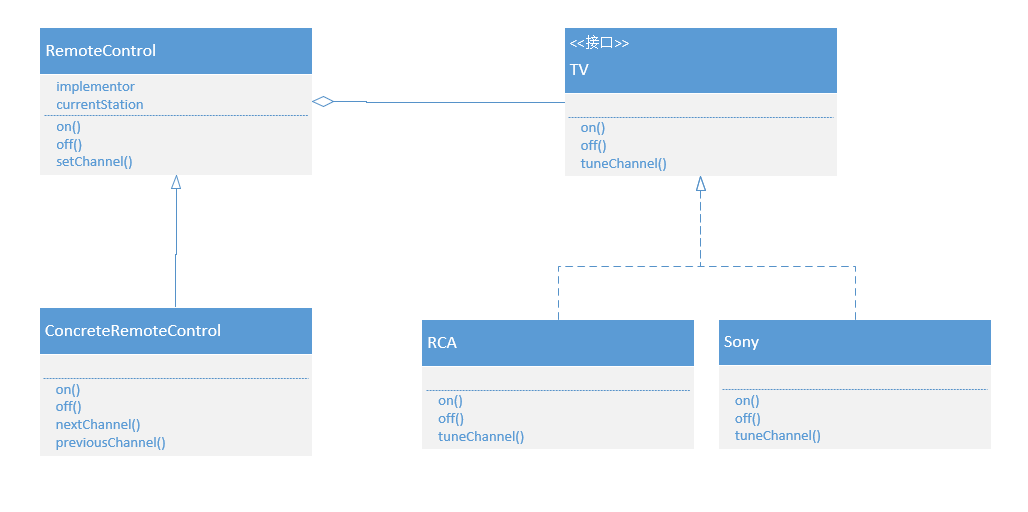 RemoteControl
implementor
currentStation
on()
off()
setChannel()
<<接口>>
TV
on()
off()
tuneChannel()
ConcreteRemoteControl
on()
off()
nextChannel()
previousChannel()
RCA
on()
off()
tuneChannel()
Sony
on()
off()
tuneChannel()